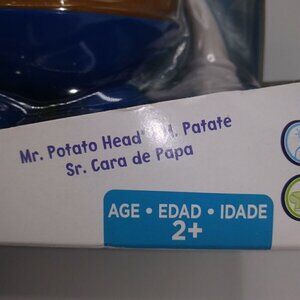 Mr. Potato Head M. Patate
Sr. Cara de Papa
AGE • EDAD • IDADE
2+